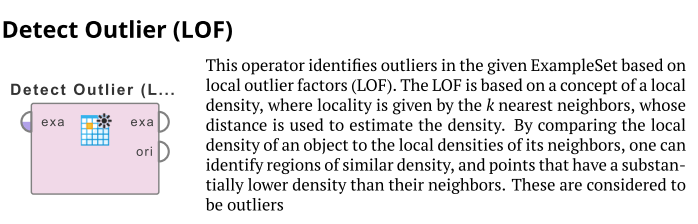 Detect Outlier (LOF)
Detect Outlier (L...
exa
exa
ori
This operator identifies outliers in the given ExampleSet based on
local outlier factors (LOF). The LOF is based on a concept of a local
density, where locality is given by the k nearest neighbors, whose
distance is used to estimate the density. By comparing the local
density of an object to the local densities of its neighbors, one can
identify regions of similar density, and points that have a substan-
tially lower density than their neighbors. These are considered to
be outliers